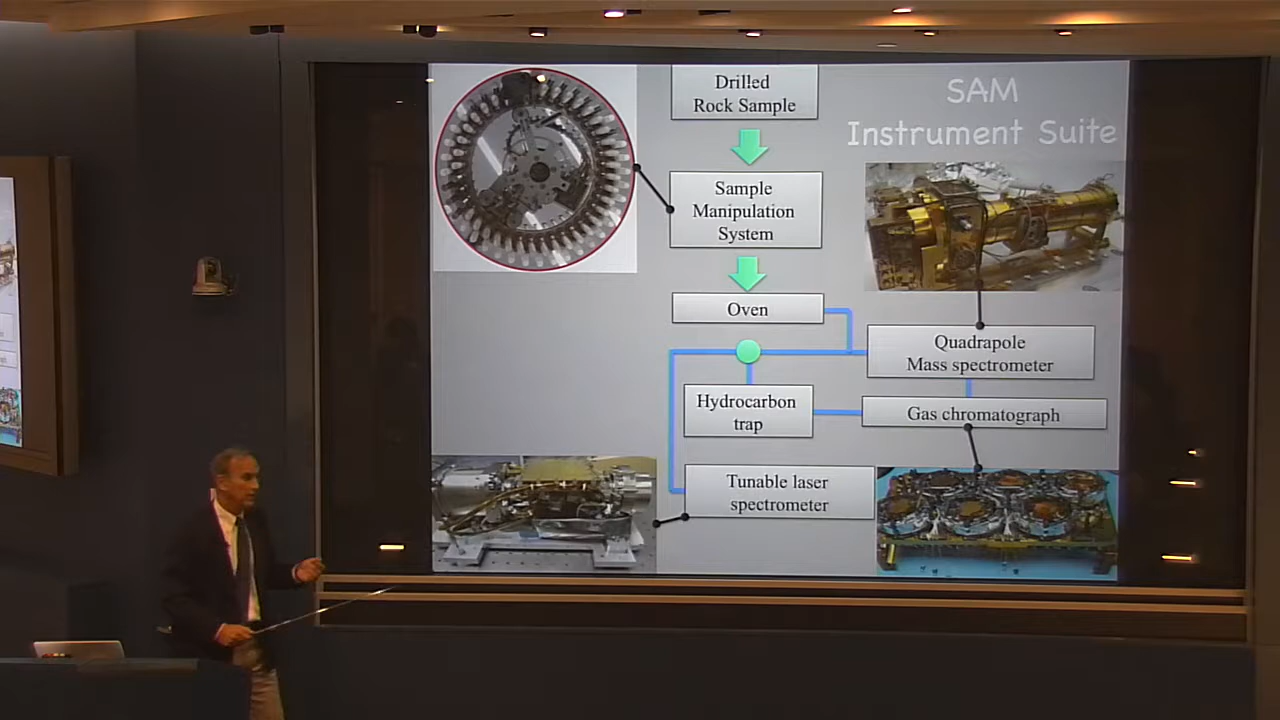 SAM
Instrument Suite
Drilled
Rock Sample
Sample
Manipulation
System
Oven
Quadrapole
Mass spectrometer
Hydrocarbon
trap
Gas chromatograph
Tunable laser
spectrometer